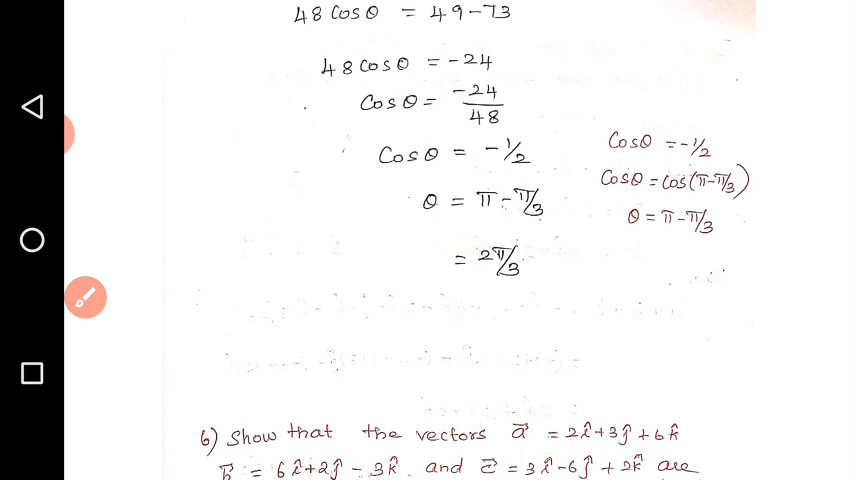 48 cos θ = 49 - 73
48 cos θ = -24
cos θ = -24/48
cos θ = -1/2
θ = π - π/3
= 2π/3
cos θ = -1/2
cos θ = cos(π - π/3)
θ = π - π/3
6) Show that the vectors a⃗ = 2î + 3ĵ + 6k̂
b⃗ = 6î + 2ĵ - 3k̂ and c⃗ = 3î - 6ĵ + 2k̂ are